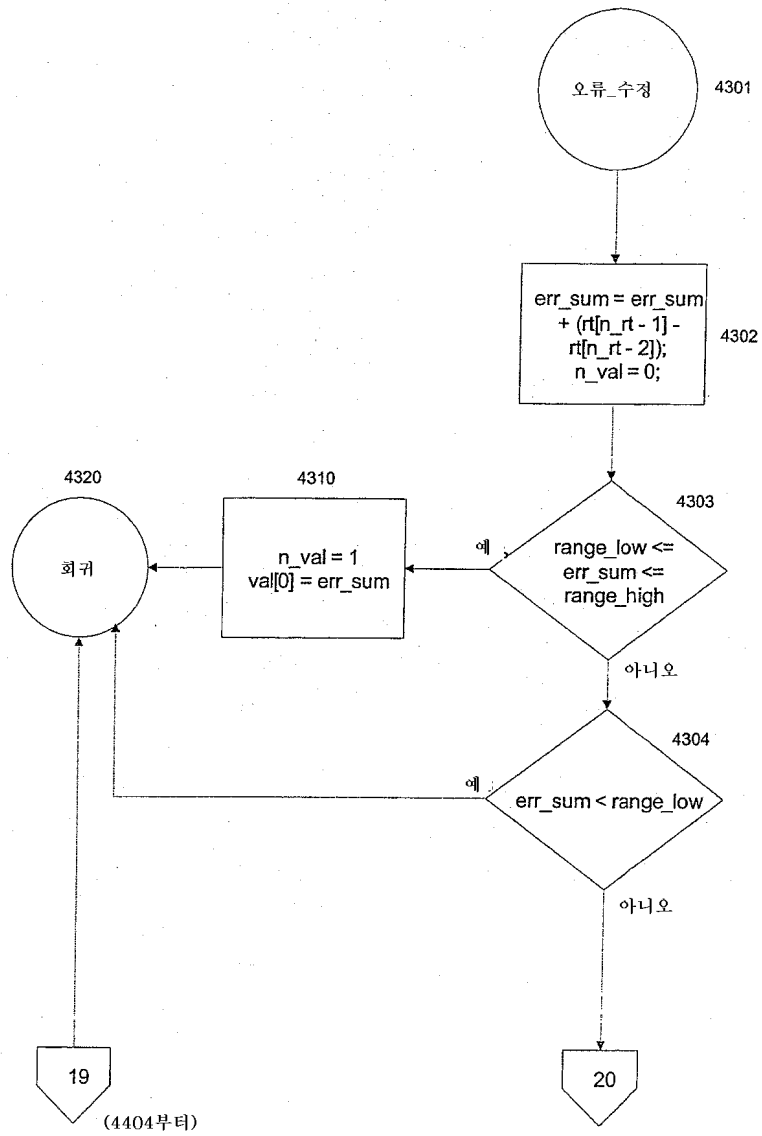 오류_수정
4301
err_sum = err_sum
+ (rt[n_rt - 1] -
rt[n_rt - 2]);
n_val = 0;
4302
4320
4310
4303
회귀
n_val = 1
val[0] = err_sum
예
range_low <=
err_sum <=
range_high
아니오
4304
예
err_sum < range_low
아니오
19
20
(4404부터)